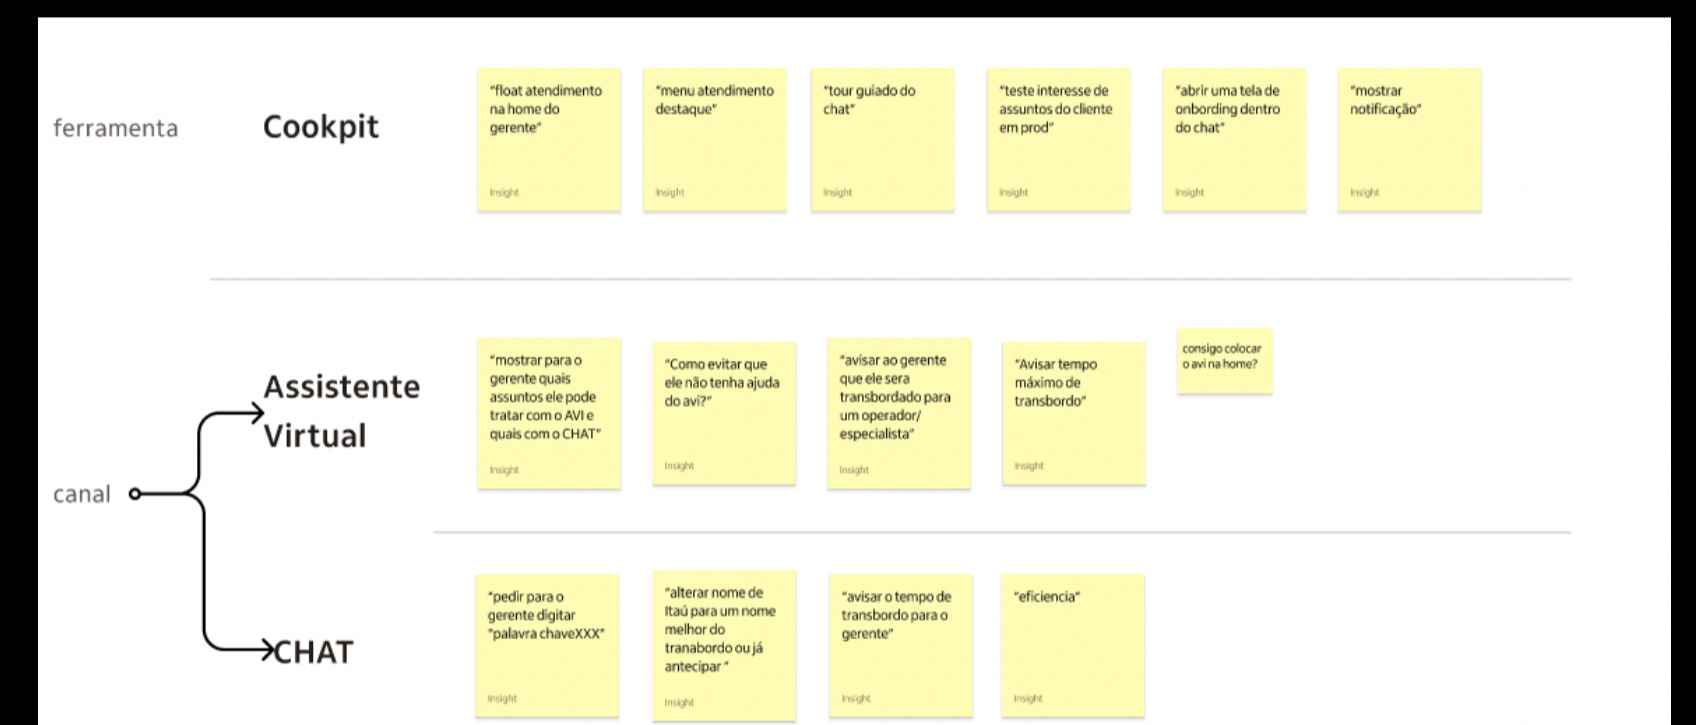 ferramenta
Cookpit
"float atendimento
na home do
gerente"
Insight
"menu atendimento
destaque"
Insight
"tour guiado do
chat"
Insight
"teste interesse de
assuntos do cliente
em prod"
Insight
"abrir uma tela de
onbording dentro
do chat"
Insight
"mostrar
notificação"
Insight
canal
Assistente
Virtual
"mostrar para o
gerente quais
assuntos ele pode
tratar com o AVI e
quais com o CHAT"
Insight
"Como evitar que
ele não tenha ajuda
do avi?"
Insight
"avisar ao gerente
que ele sera
transbordado para
um operador/
especialista"
Insight
"Avisar tempo
máximo de
transbordo"
Insight
consigo colocar
o avi na home?
CHAT
"pedir para o
gerente digitar
"palavra chaveXXX"
Insight
"alterar nome de
Itaú para um nome
melhor do
tranabordo ou já
antecipar "
Insight
"avisar o tempo de
transbordo para o
gerente"
Insight
"eficiencia"
Insight